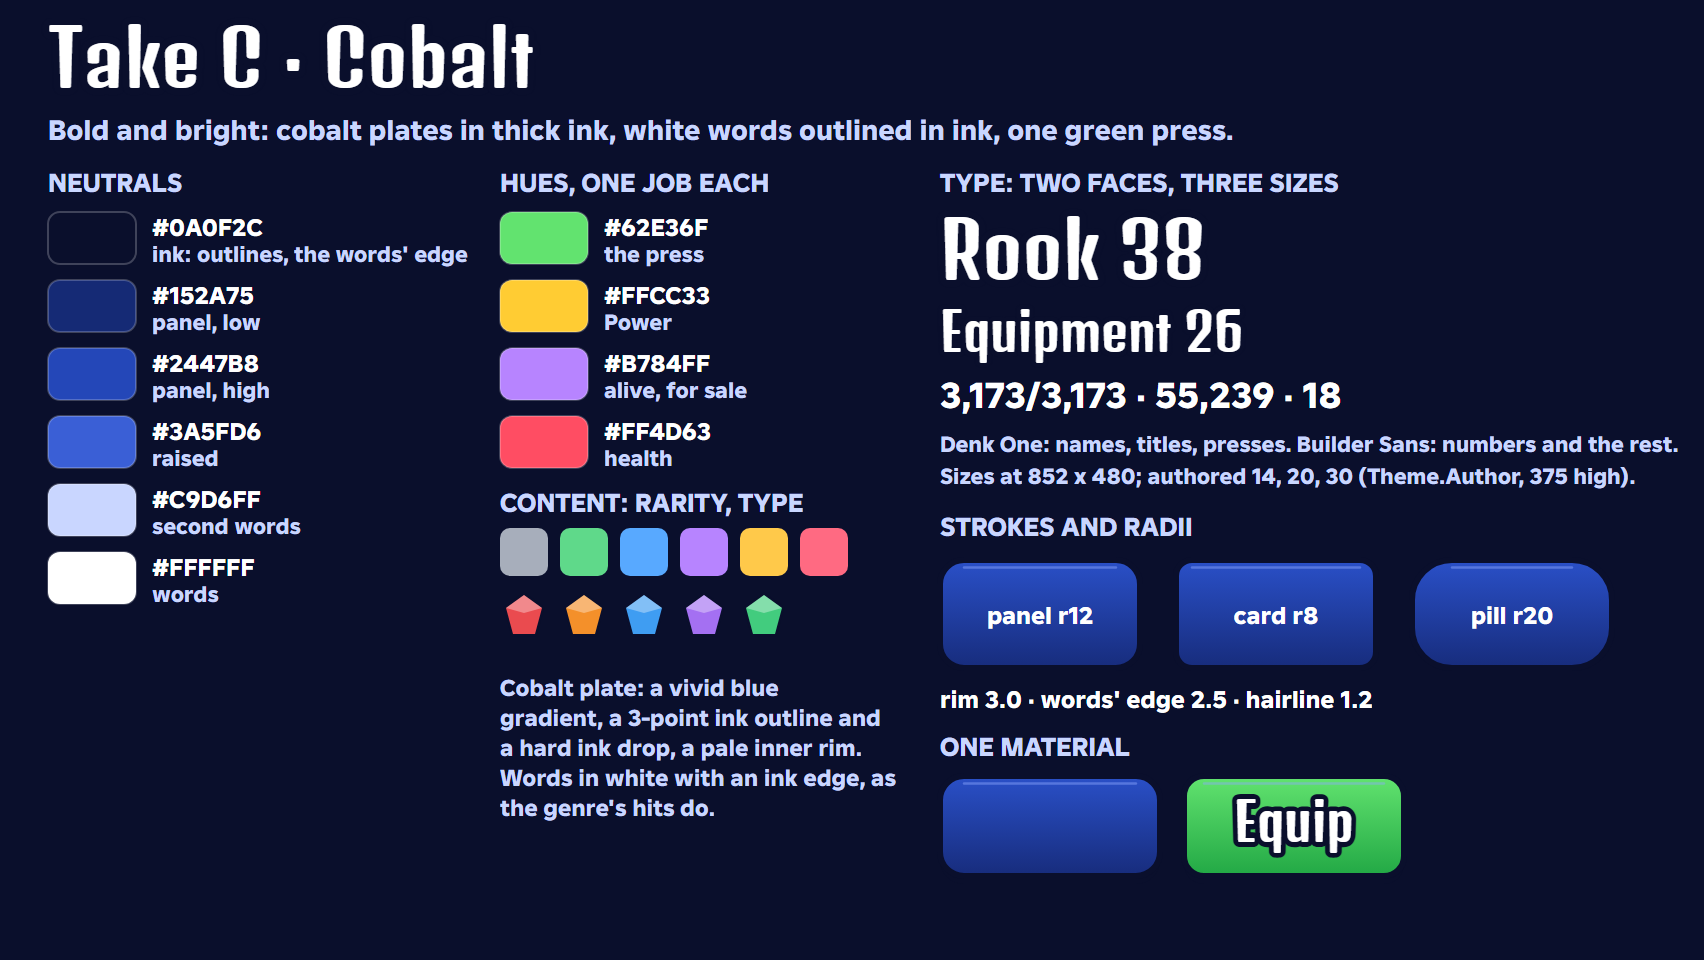 Take C · Cobalt
Bold and bright: cobalt plates in thick ink, white words outlined in ink, one green press.
NEUTRALS
#0A0F2C
ink: outlines, the words' edge
#152A75
panel, low
#2447B8
panel, high
#3A5FD6
raised
#C9D6FF
second words
#FFFFFF
words
HUES, ONE JOB EACH
#62E36F
the press
#FFCC33
Power
#B784FF
alive, for sale
#FF4D63
health
CONTENT: RARITY, TYPE
Cobalt plate: a vivid blue
gradient, a 3-point ink outline and
a hard ink drop, a pale inner rim.
Words in white with an ink edge, as
the genre's hits do.
TYPE: TWO FACES, THREE SIZES
Rook 38
Equipment 26
3,173/3,173 · 55,239 · 18
Denk One: names, titles, presses. Builder Sans: numbers and the rest.
Sizes at 852 x 480; authored 14, 20, 30 (Theme.Author, 375 high).
STROKES AND RADII
panel r12
card r8
pill r20
rim 3.0 · words' edge 2.5 · hairline 1.2
ONE MATERIAL
Equip